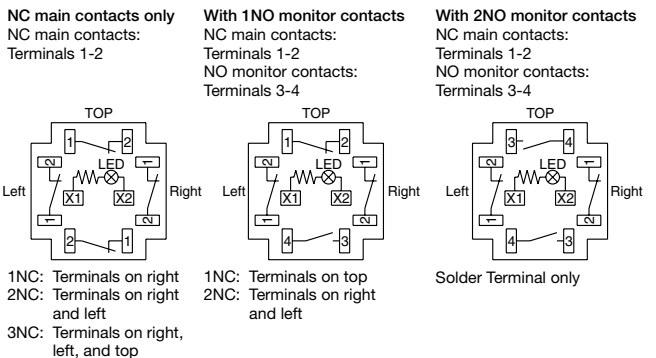 NC main contacts only
NC main contacts:
Terminals 1-2
TOP
1 2
2 1
LED
X1 X2
Left Right
1 2
2 1
1NC: Terminals on right
2NC: Terminals on right
and left
3NC: Terminals on right,
left, and top
With 1NO monitor contacts
NC main contacts:
Terminals 1-2
NO monitor contacts:
Terminals 3-4
TOP
1 2
2 1
LED
X1 X2
Left Right
1 2
4 3
1NC: Terminals on top
2NC: Terminals on right
and left
With 2NO monitor contacts
NC main contacts:
Terminals 1-2
NO monitor contacts:
Terminals 3-4
TOP
3 4
2 1
LED
X1 X2
Left Right
1 2
4 3
Solder Terminal only